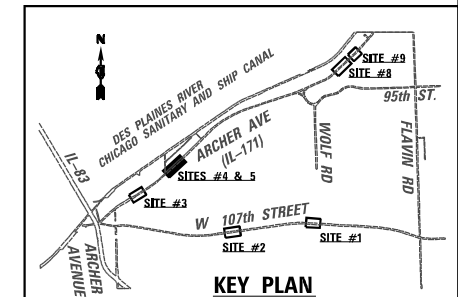 N
SITE #9
SITE #8
DES PLAINES RIVER
CHICAGO SANITARY AND SHIP CANAL
95th ST.
ARCHER AVE
(IL-171)
WOLF RD
FLAVIN RD
IL-83
SITES #4 & 5
SITE #3
W 107th STREET
SITE #2
SITE #1
ARCHER
AVENUE
KEY PLAN